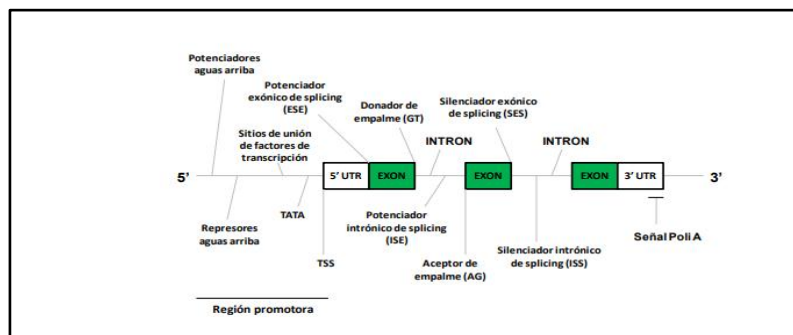 Potenciadores
aguas arriba
Potenciador
exónico de splicing
(ESE)
Donador de
empalme (GT)
Silenciador exónico
de splicing (SES)
Sitios de unión
de factores de
transcripción
INTRON
INTRON
5'
5' UTR
EXON
EXON
EXON
3' UTR
3'
Represores
aguas arriba
TATA
TSS
Potenciador
intrónico de splicing
(ISE)
Aceptor de
empalme (AG)
Silenciador intrónico
de splicing (ISS)
Señal Poli A
Región promotora